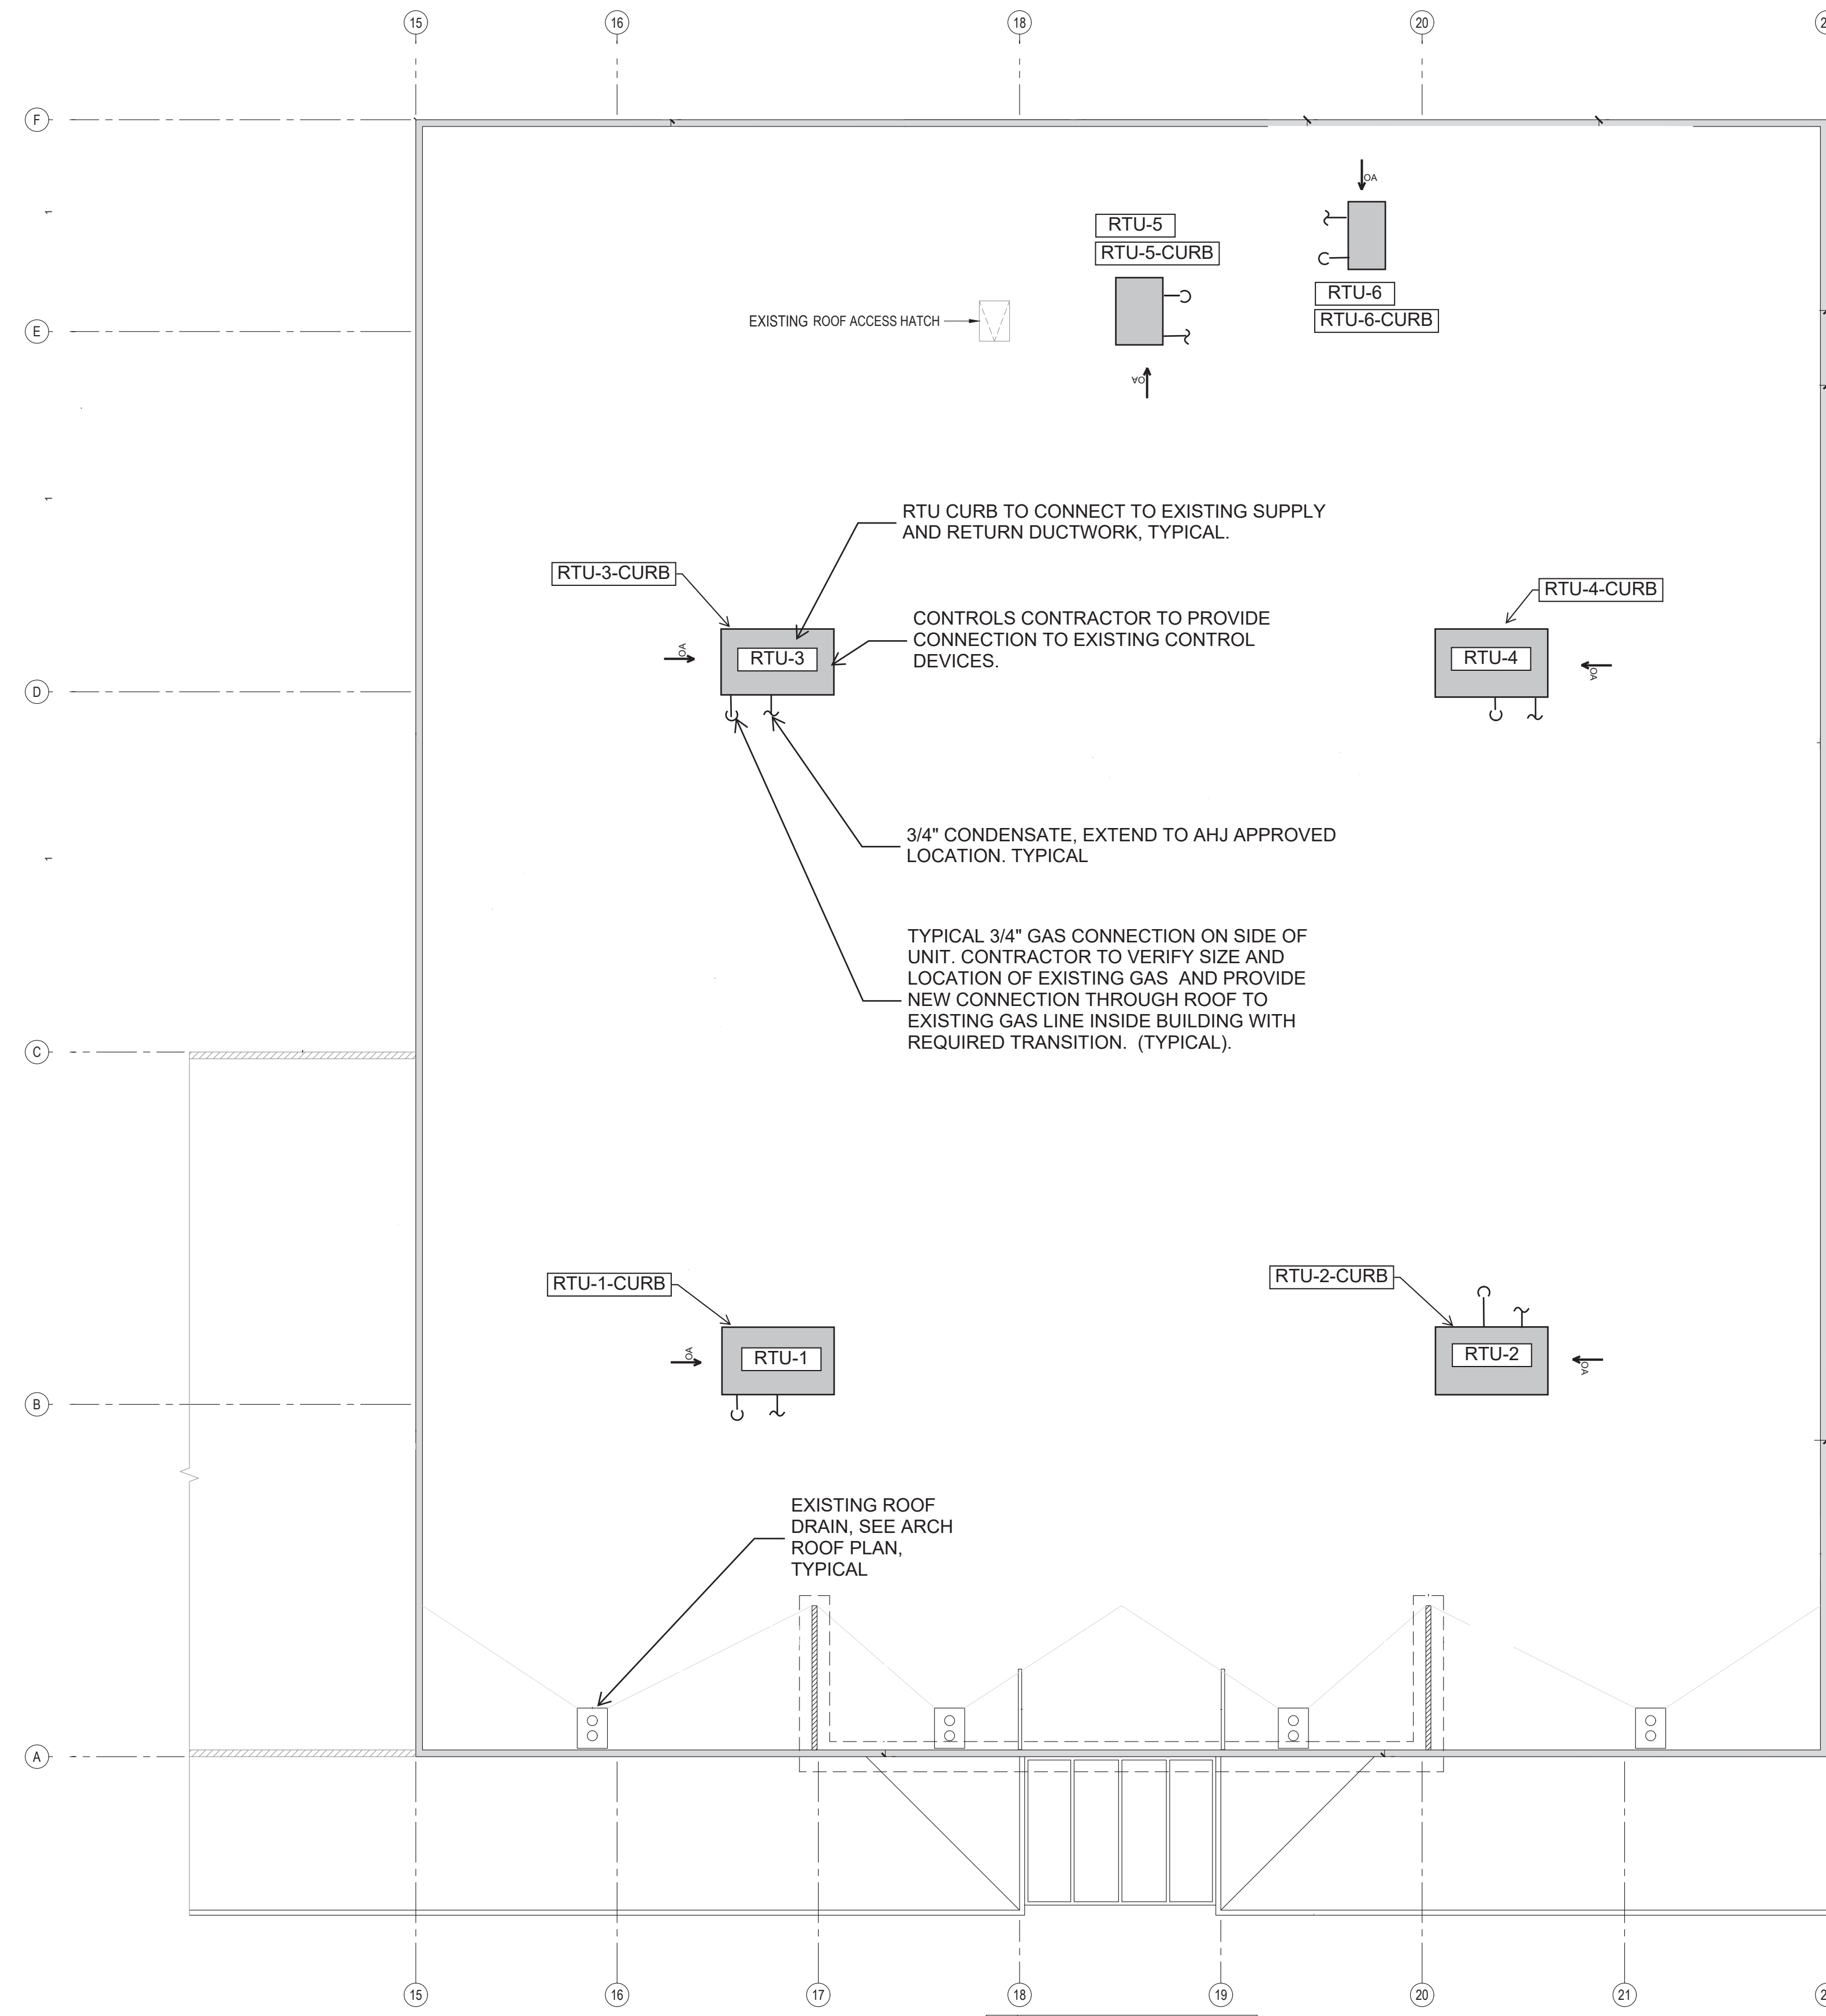 15
16
18
20
F
OA
RTU-5
RTU-5-CURB
RTU-6
RTU-6-CURB
EXISTING ROOF ACCESS HATCH
E
OA
RTU CURB TO CONNECT TO EXISTING SUPPLY
AND RETURN DUCTWORK, TYPICAL.
RTU-3-CURB
RTU-4-CURB
CONTROLS CONTRACTOR TO PROVIDE
CONNECTION TO EXISTING CONTROL
DEVICES.
OA
RTU-3
RTU-4
OA
D
3/4" CONDENSATE, EXTEND TO AHJ APPROVED
LOCATION. TYPICAL
TYPICAL 3/4" GAS CONNECTION ON SIDE OF
UNIT. CONTRACTOR TO VERIFY SIZE AND
LOCATION OF EXISTING GAS AND PROVIDE
NEW CONNECTION THROUGH ROOF TO
EXISTING GAS LINE INSIDE BUILDING WITH
REQUIRED TRANSITION. (TYPICAL).
C
RTU-1-CURB
RTU-2-CURB
OA
RTU-1
RTU-2
OA
B
EXISTING ROOF
DRAIN, SEE ARCH
ROOF PLAN,
TYPICAL
A
15
16
17
18
19
20
21